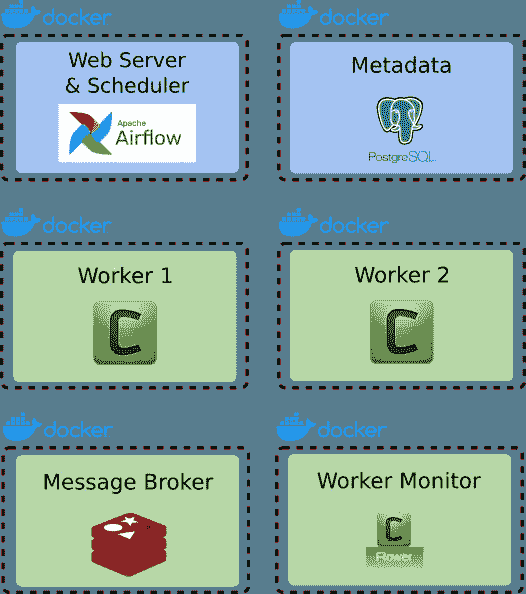 docker
docker
Web Server
& Scheduler
Apache
Airflow
Metadata
PostgreSQL
docker
docker
Worker 1
C
Worker 2
C
docker
docker
Message Broker
Worker Monitor
C
Flower